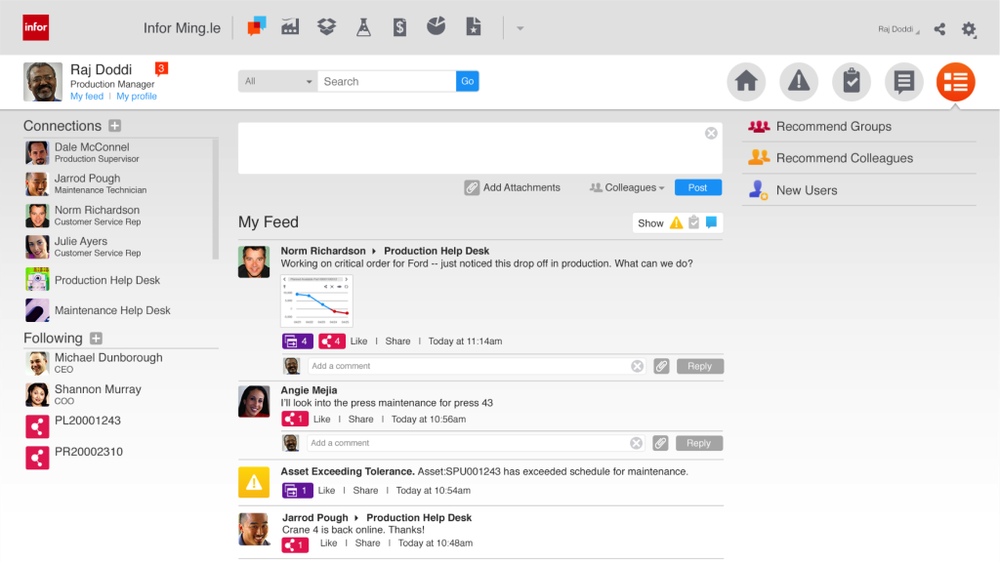 infor
Infor Ming.le
Raj Doddi
Raj Doddi
3
Production Manager
My feed | My profile
All
Search
Go
Connections
Dale McConnel
Production Supervisor
Jarrod Pough
Maintenance Technician
Norm Richardson
Customer Service Rep
Julie Ayers
Customer Service Rep
Production Help Desk
Maintenance Help Desk
Following
Michael Dunborough
CEO
Shannon Murray
COO
PL20001243
PR20002310
Add Attachments
Colleagues
Post
My Feed
Show
Norm Richardson Production Help Desk
Working on critical order for Ford -- just noticed this drop off in production. What can we do?
4 4 Like | Share | Today at 11:14am
Add a comment
Reply
Angie Mejia
I'll look into the press maintenance for press 43
1 Like | Share | Today at 10:56am
Add a comment
Reply
Asset Exceeding Tolerance. Asset:SPU001243 has exceeded schedule for maintenance.
1 Like | Share | Today at 10:54am
Jarrod Pough Production Help Desk
Crane 4 is back online. Thanks!
1 Like | Share | Today at 10:48am
Recommend Groups
Recommend Colleagues
New Users